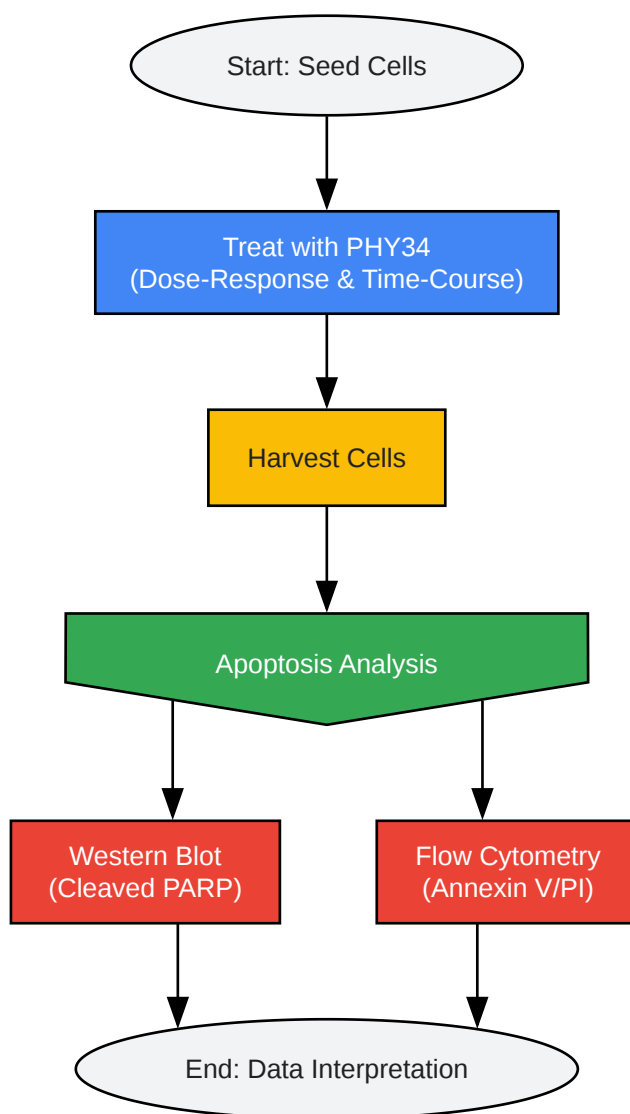 Start: Seed Cells
Treat with PHY34
(Dose-Response & Time-Course)
Harvest Cells
Apoptosis Analysis
Western Blot
(Cleaved PARP)
Flow Cytometry
(Annexin V/PI)
End: Data Interpretation